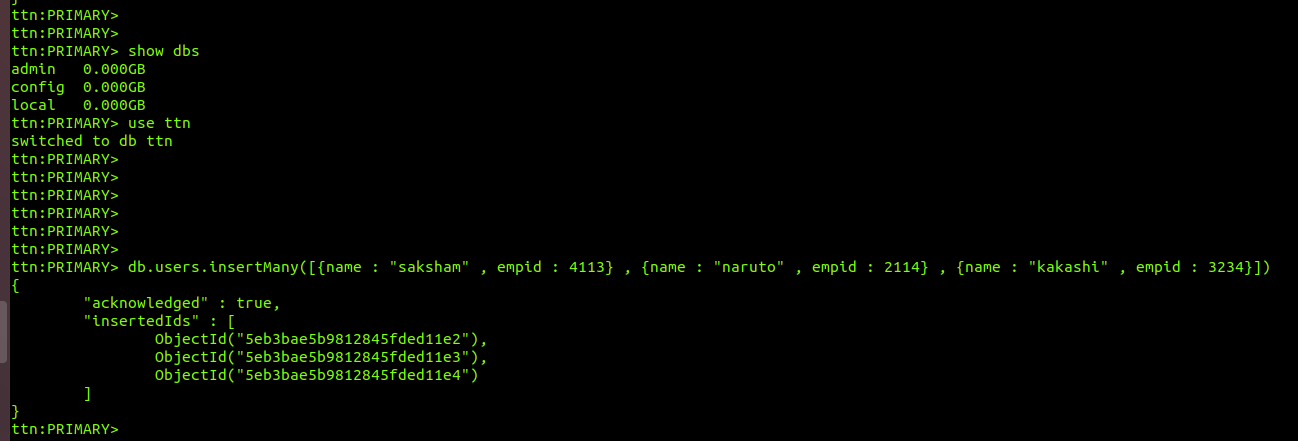 }
ttn:PRIMARY>
ttn:PRIMARY>
ttn:PRIMARY> show dbs
admin   0.000GB
config  0.000GB
local   0.000GB
ttn:PRIMARY> use ttn
switched to db ttn
ttn:PRIMARY>
ttn:PRIMARY>
ttn:PRIMARY>
ttn:PRIMARY>
ttn:PRIMARY>
ttn:PRIMARY>
ttn:PRIMARY> db.users.insertMany([{name : "saksham" , empid : 4113} , {name : "naruto" , empid : 2114} , {name : "kakashi" , empid : 3234}])
{
        "acknowledged" : true,
        "insertedIds" : [
                ObjectId("5eb3bae5b9812845fded11e2"),
                ObjectId("5eb3bae5b9812845fded11e3"),
                ObjectId("5eb3bae5b9812845fded11e4")
        ]
}
ttn:PRIMARY>